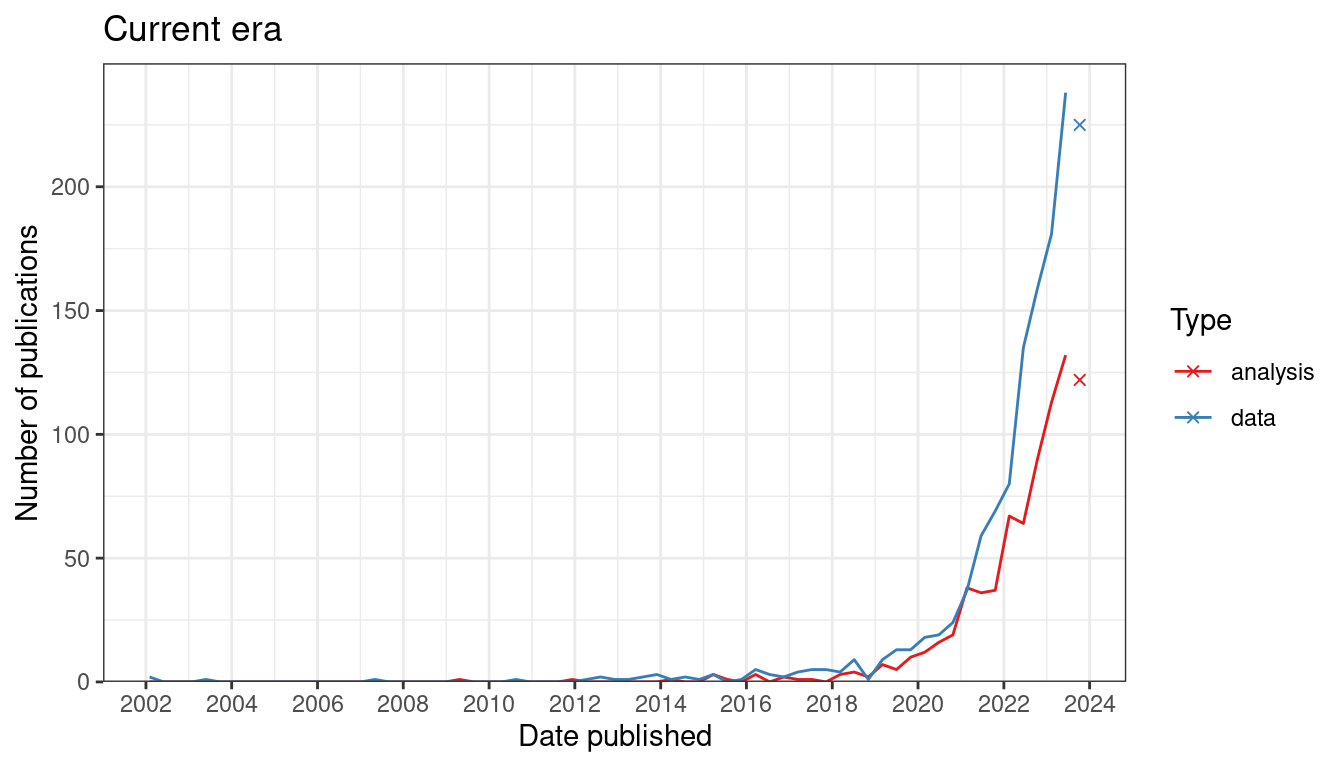 Current era
Number of publications
200
150
100
50
0
2002 2004 2006 2008 2010 2012 2014 2016 2018 2020 2022 2024
Date published
Type
analysis
data